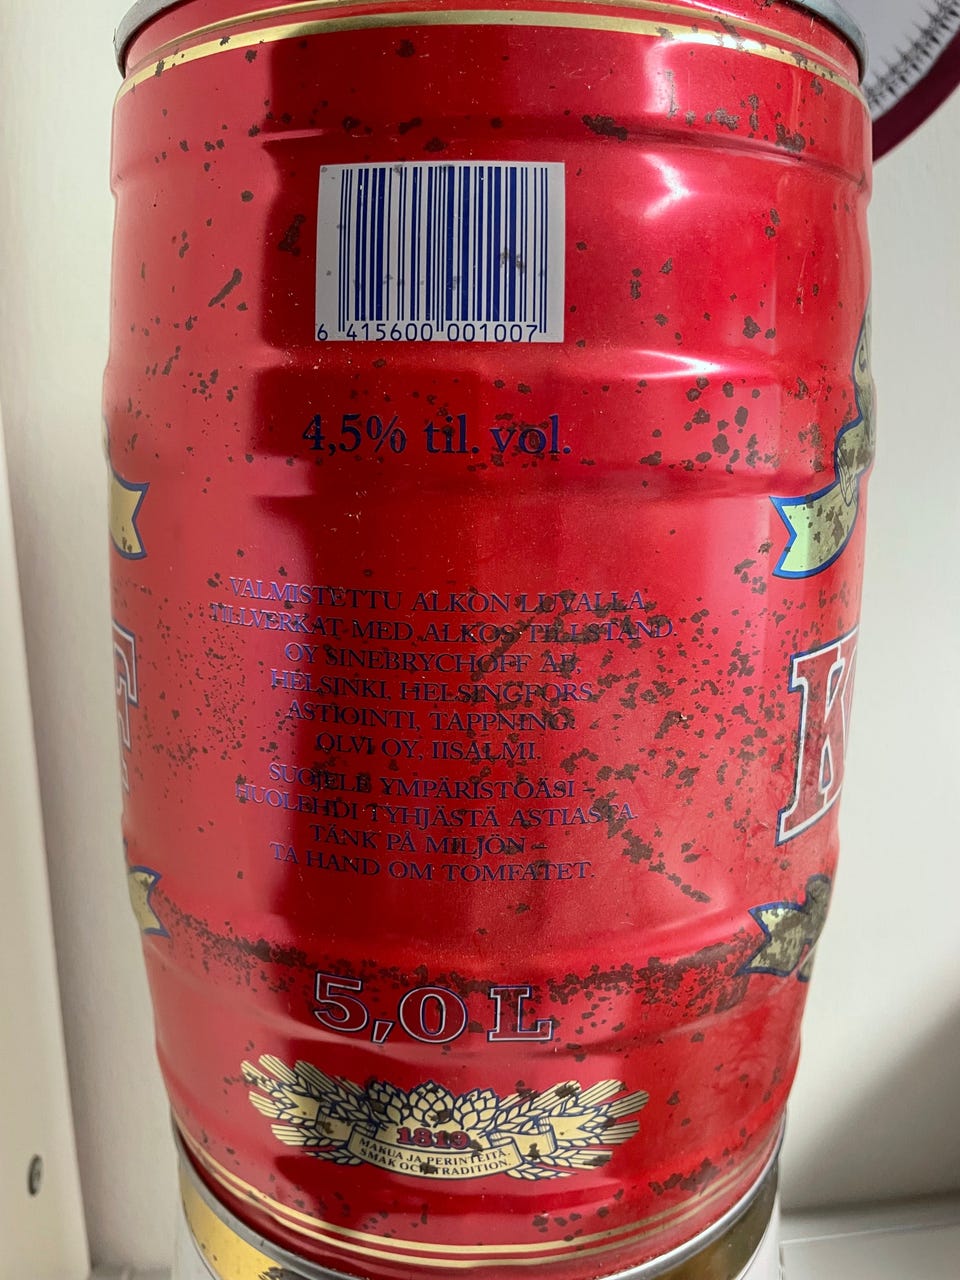 6 415600 001007
4,5% til. vol.
VALMISTETTU ALKON LUVALLA
TILLVERKAT MED ALKOS TILLSTÅND.
OY SINEBRYCHOFF AB
HELSINKI, HELSINGFORS.
ASTIOINTI, TAPPNING:
OLVI OY, IISALMI.
SUOJELE YMPÄRISTÖÄSI -
HUOLEHDI TYHJÄSTÄ ASTIASTA.
TÄNK PÅ MILJÖN -
TA HAND OM TOMFATET.
K
5,0 L
1819
MAKUA JA PERINTEITÄ.
SMAK OCH TRADITION.